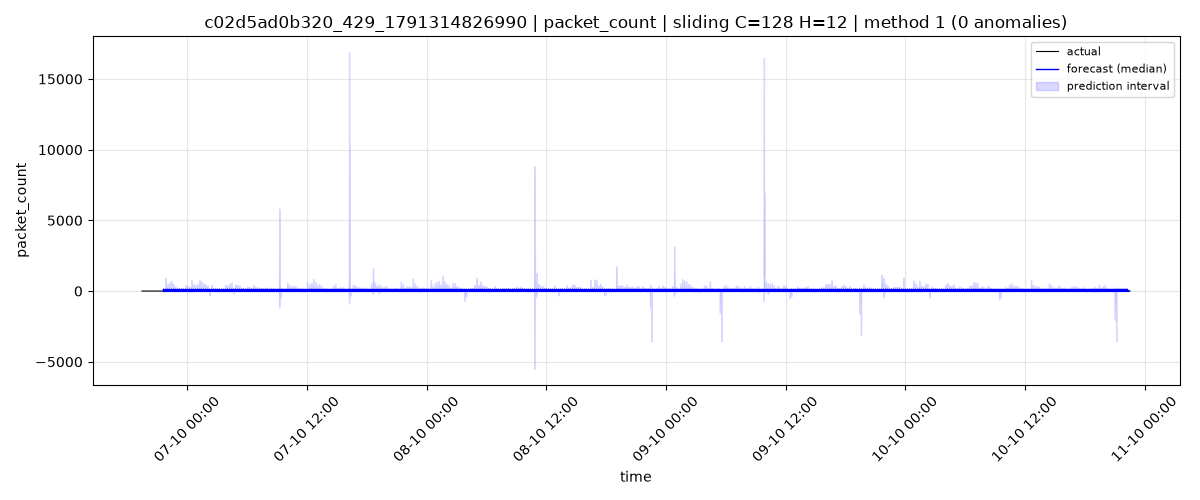 c02d5ad0b320_429_1791314826990 | packet_count | sliding C=128 H=12 | method 1 (0 anomalies)
actual
forecast (median)
prediction interval
15000
10000
5000
0
−5000
packet_count
07-10 00:00
07-10 12:00
08-10 00:00
08-10 12:00
09-10 00:00
09-10 12:00
10-10 00:00
10-10 12:00
11-10 00:00
time